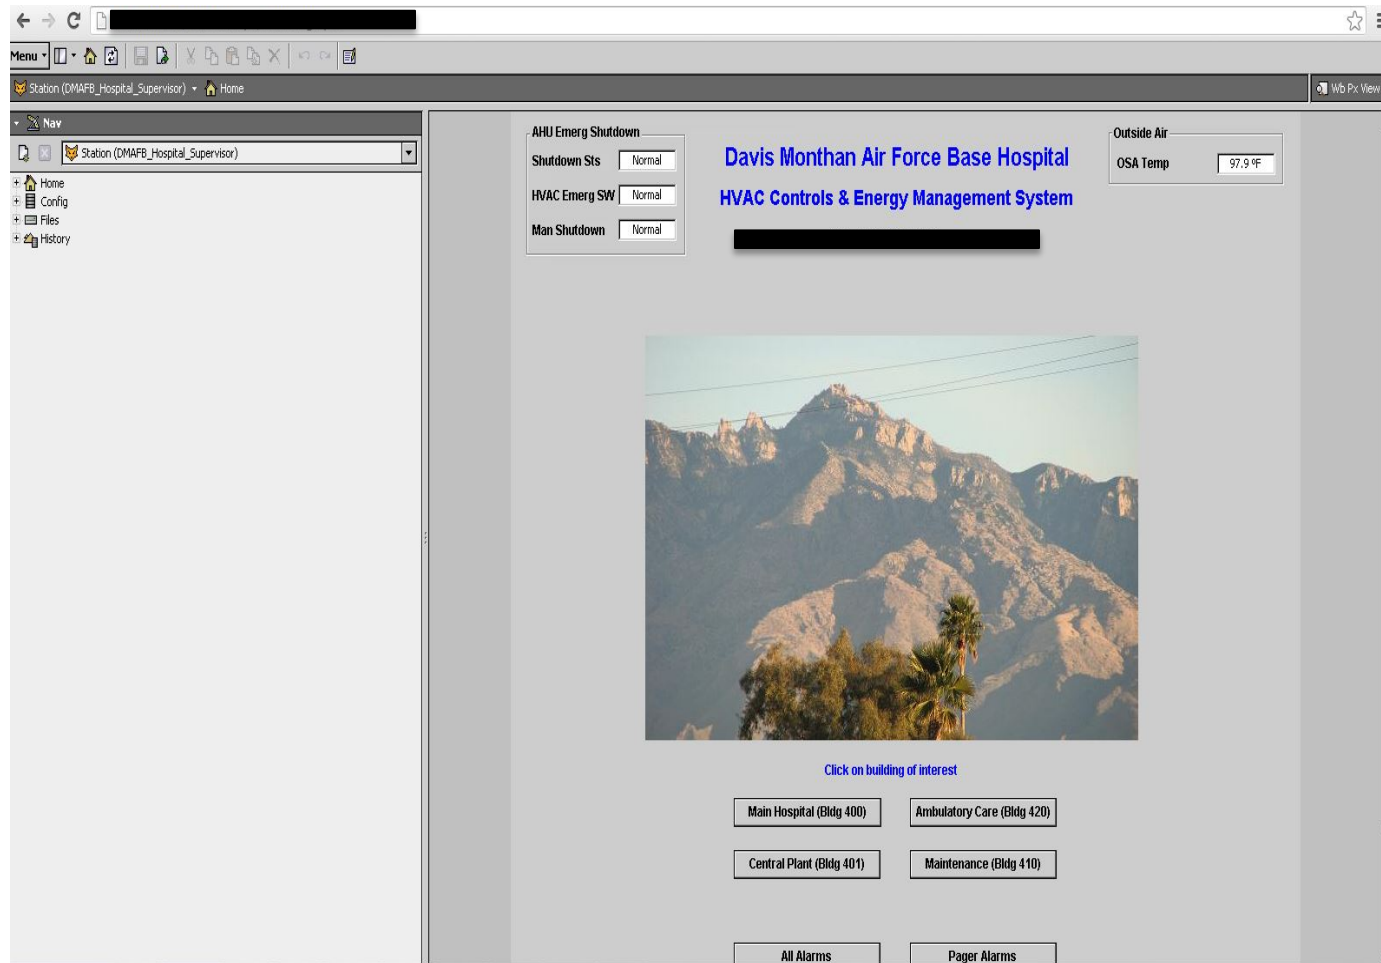 Menu
Station (DMAFB_Hospital_Supervisor) Home
Wb Px View
Nav
Station (DMAFB_Hospital_Supervisor)
Home
Config
Files
History
AHU Emerg Shutdown
Shutdown Sts Normal
HVAC Emerg SW Normal
Man Shutdown Normal
Davis Monthan Air Force Base Hospital
HVAC Controls & Energy Management System
Outside Air
OSA Temp 97.9 ºF
Click on building of interest
Main Hospital (Bldg 400) Ambulatory Care (Bldg 420)
Central Plant (Bldg 401) Maintenance (Bldg 410)
All Alarms Pager Alarms